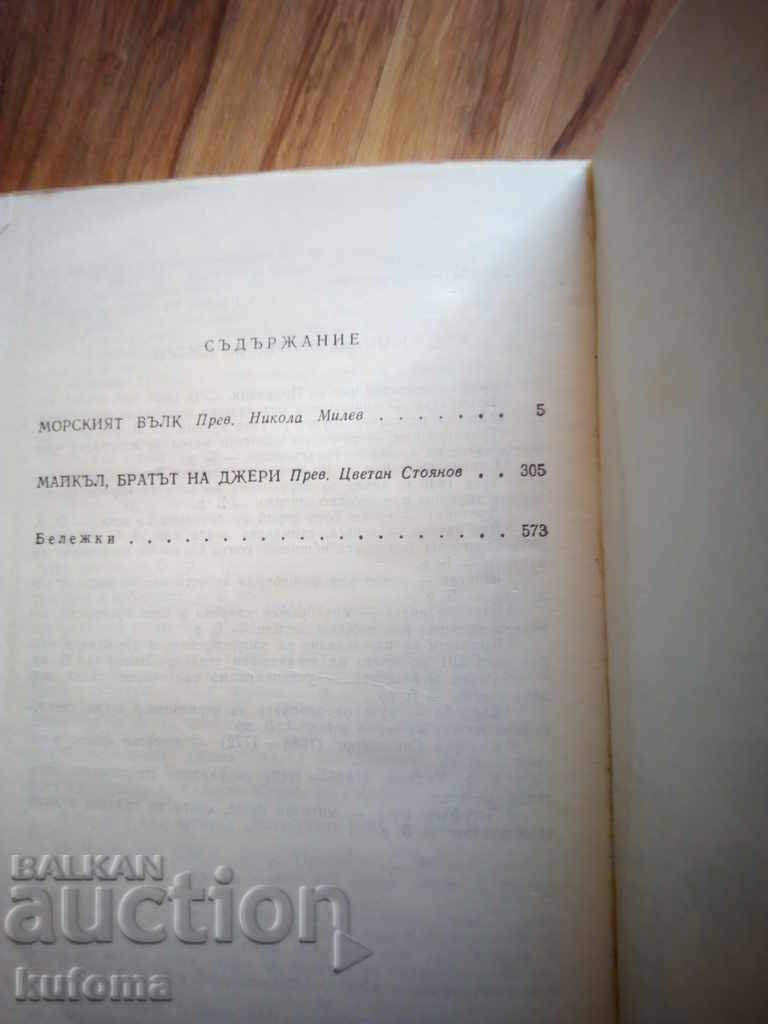 СЪДЪРЖАНИЕ
МОРСКИЯТ ВЪЛК Прев. Никола Милев . . . . . . . 5
МАЙКЪЛ, БРАТЪТ НА ДЖЕРИ Прев. Цветан Стоянов . . 305
Бележки . . . . . . . . . . . . . . . . . . . . 573
BALKAN
auction
kufoma